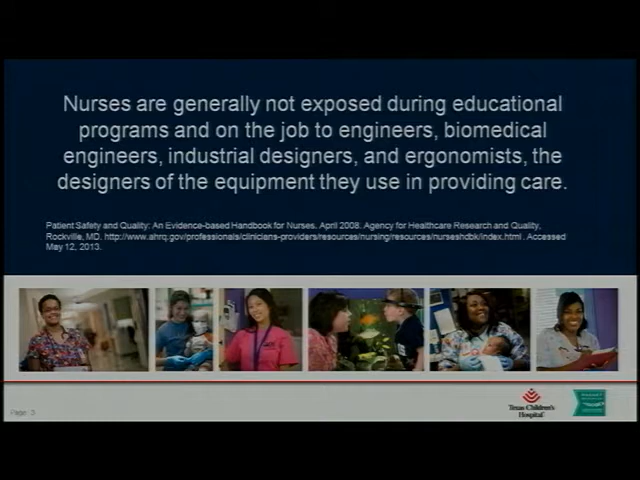 Nurses are generally not exposed during educational
programs and on the job to engineers, biomedical
engineers, industrial designers, and ergonomists, the
designers of the equipment they use in providing care.
Patient Safety and Quality: An Evidence-based Handbook for Nurses. April 2008. Agency for Healthcare Research and Quality,
Rockville, MD. http://www.ahrq.gov/professionals/clinicians-providers/resources/nursing/resources/nurseshdbk/index.html. Accessed
May 12, 2013.
Page 3
Texas Children's
Hospital